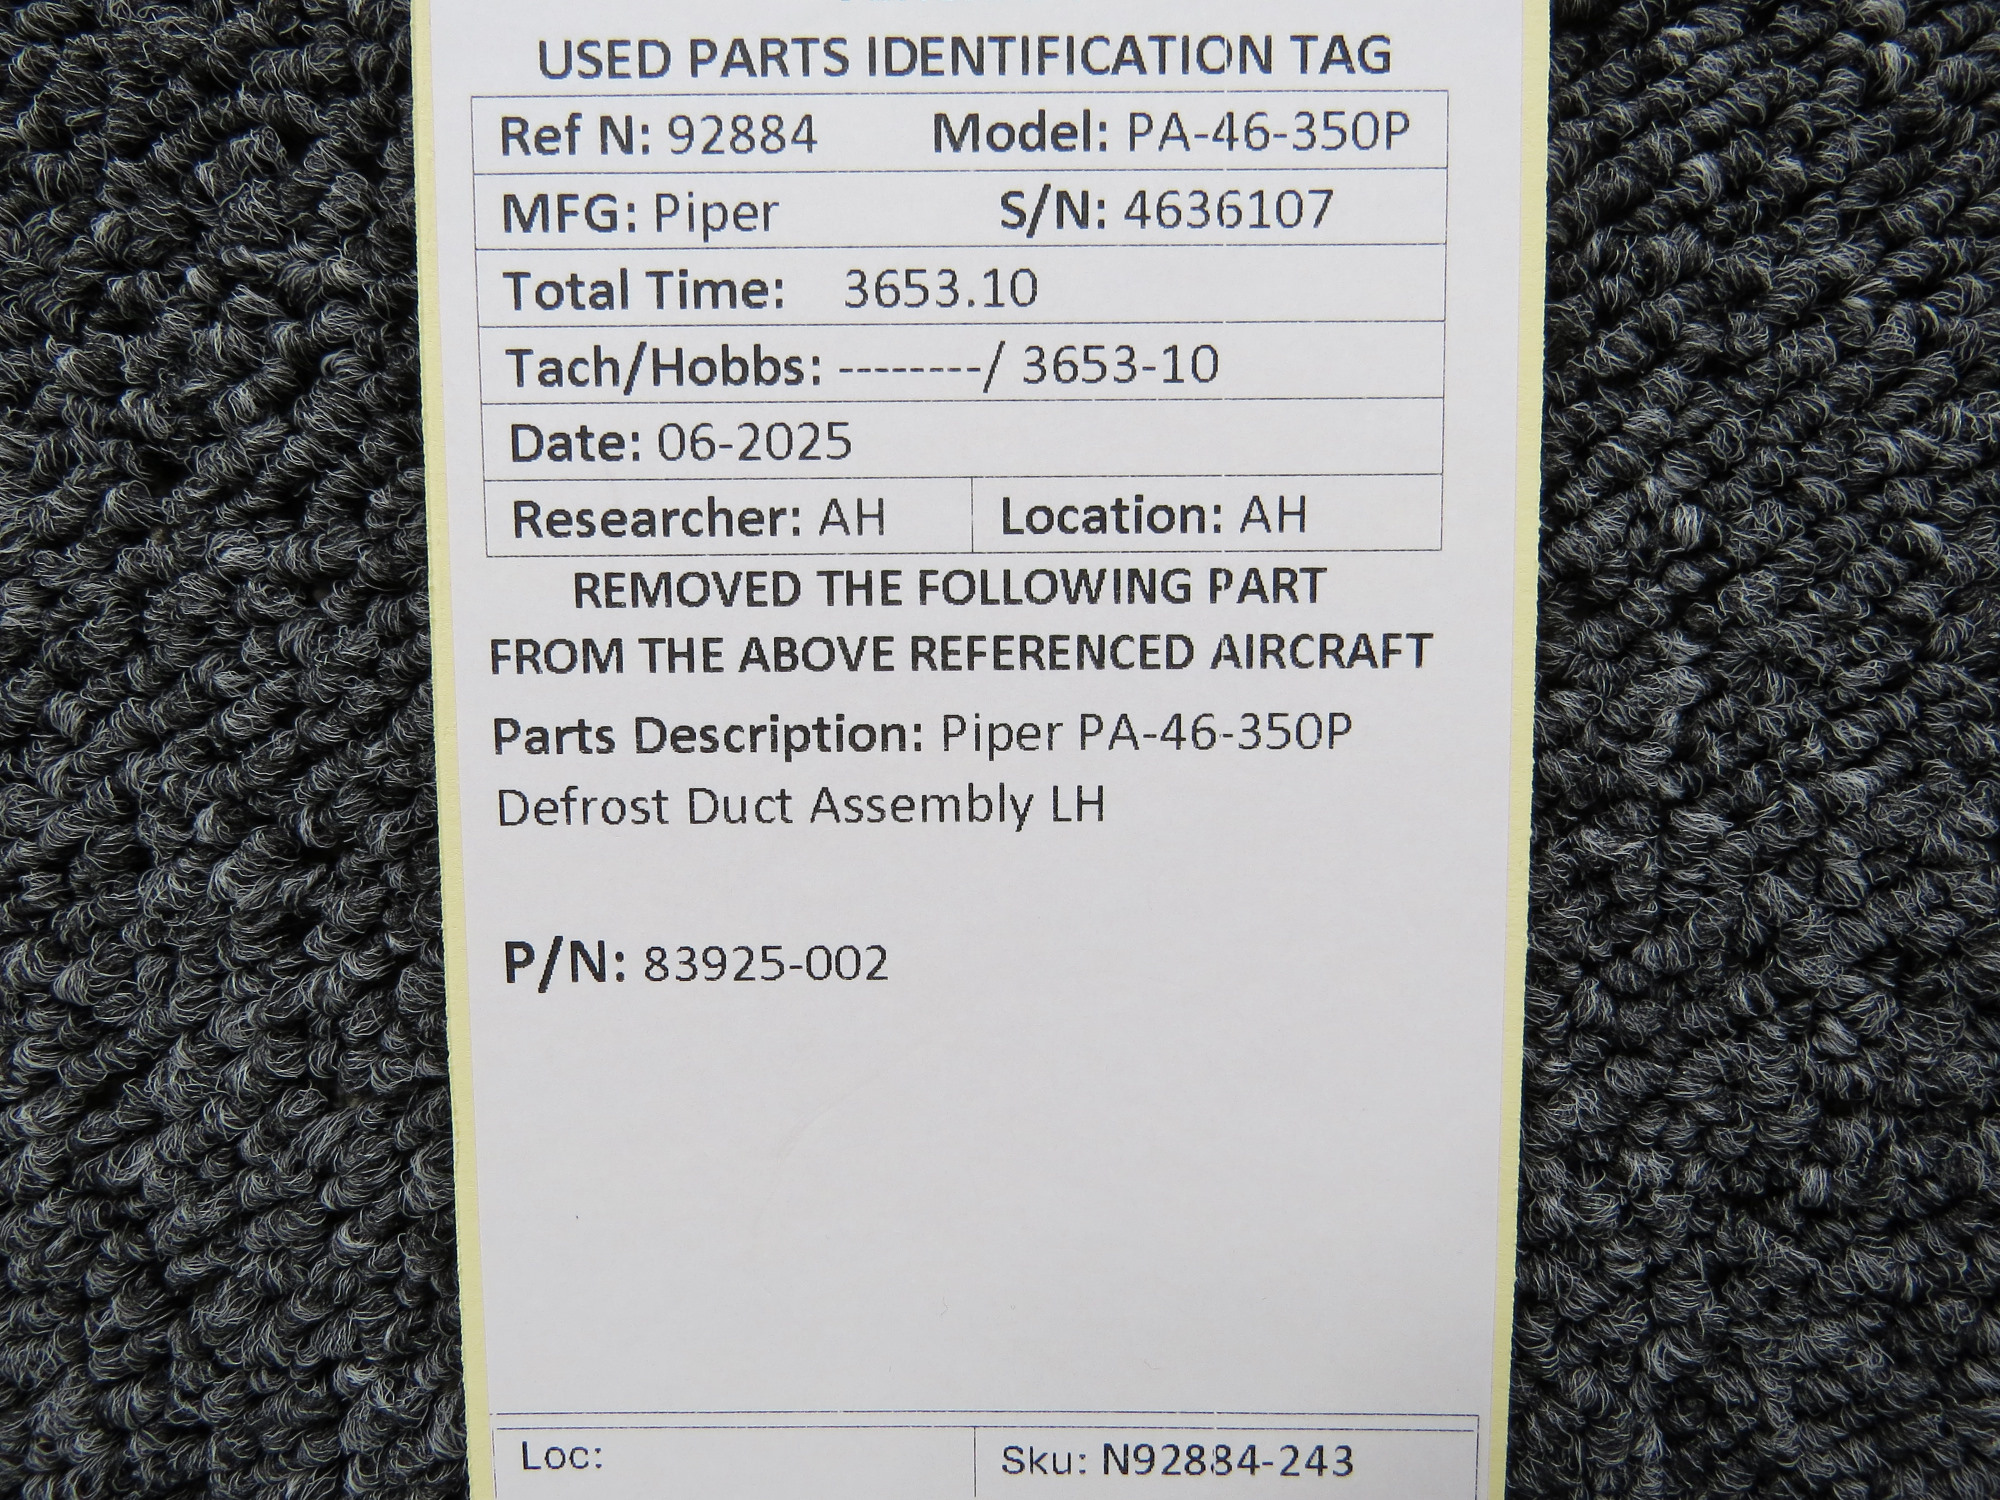 USED PARTS IDENTIFICATION TAG
Ref N: 92884 Model: PA-46-350P
MFG: Piper S/N: 4636107
Total Time: 3653.10
Tach/Hobbs: --------/ 3653-10
Date: 06-2025
Researcher: AH Location: AH
REMOVED THE FOLLOWING PART
FROM THE ABOVE REFERENCED AIRCRAFT
Parts Description: Piper PA-46-350P
Defrost Duct Assembly LH
P/N: 83925-002
Loc: Sku: N92884-243